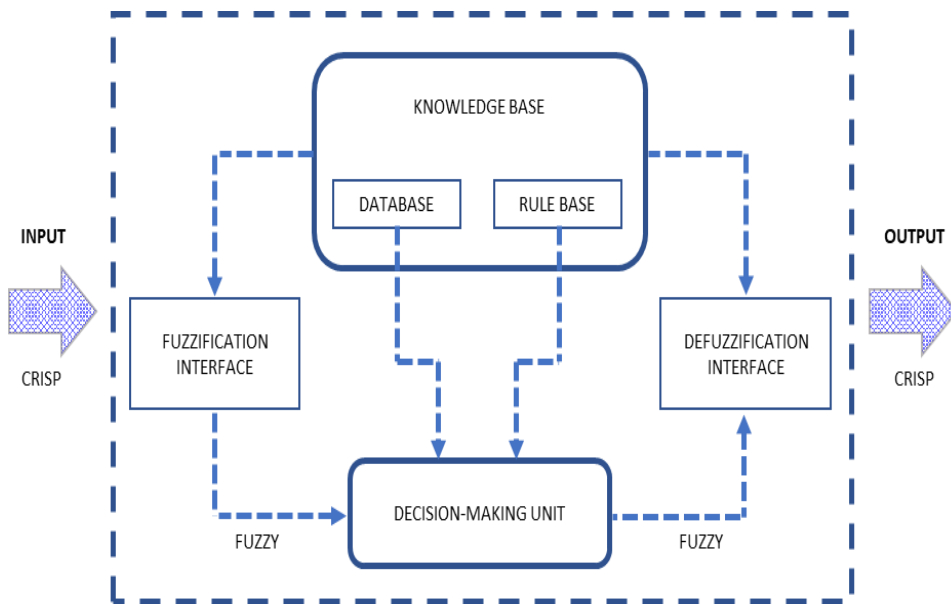 KNOWLEDGE BASE
DATABASE
RULE BASE
INPUT
OUTPUT
FUZZIFICATION
INTERFACE
DEFUZZIFICATION
INTERFACE
CRISP
CRISP
DECISION-MAKING UNIT
FUZZY
FUZZY